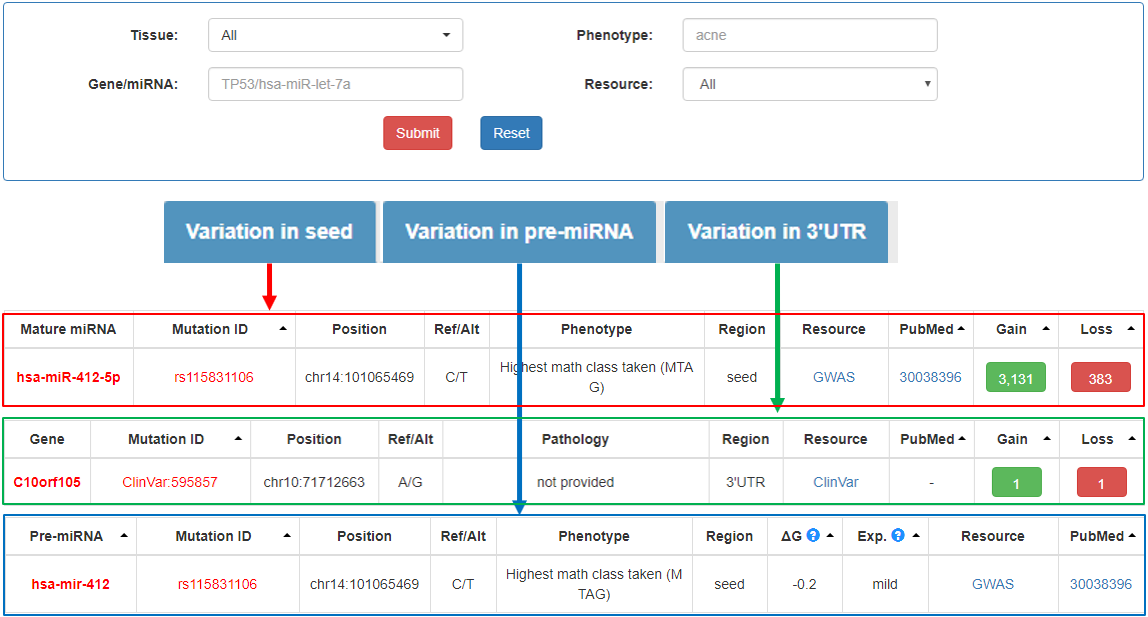 Tissue: All Phenotype: acne
Gene/miRNA: TP53/hsa-miR-let-7a Resource: All
Submit Reset
Variation in seed Variation in pre-miRNA Variation in 3'UTR
Mature miRNA Mutation ID Position Ref/Alt Phenotype Region Resource PubMed Gain Loss
hsa-miR-412-5p rs115831106 chr14:101065469 C/T Highest math class taken (MTA
G) seed GWAS 30038396 3,131 383
Gene Mutation ID Position Ref/Alt Pathology Region Resource PubMed Gain Loss
C10orf105 ClinVar:595857 chr10:71712663 A/G not provided 3'UTR ClinVar - 1 1
Pre-miRNA Mutation ID Position Ref/Alt Phenotype Region ΔG ? Exp. ? Resource PubMed
hsa-mir-412 rs115831106 chr14:101065469 C/T Highest math class taken (M
TAG) seed -0.2 mild GWAS 30038396